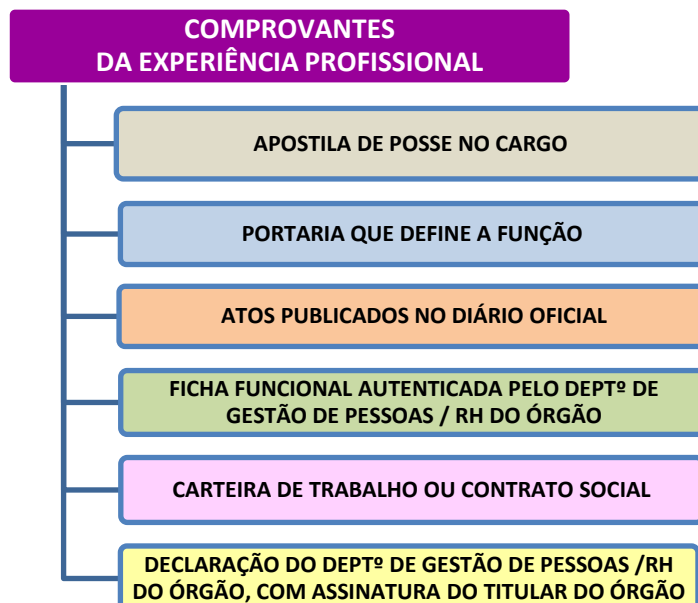 COMPROVANTES
DA EXPERIÊNCIA PROFISSIONAL
APOSTILA DE POSSE NO CARGO
PORTARIA QUE DEFINE A FUNÇÃO
ATOS PUBLICADOS NO DIÁRIO OFICIAL
FICHA FUNCIONAL AUTENTICADA PELO DEPTº DE
GESTÃO DE PESSOAS / RH DO ÓRGÃO
CARTEIRA DE TRABALHO OU CONTRATO SOCIAL
DECLARAÇÃO DO DEPTº DE GESTÃO DE PESSOAS /RH
DO ÓRGÃO, COM ASSINATURA DO TITULAR DO ÓRGÃO